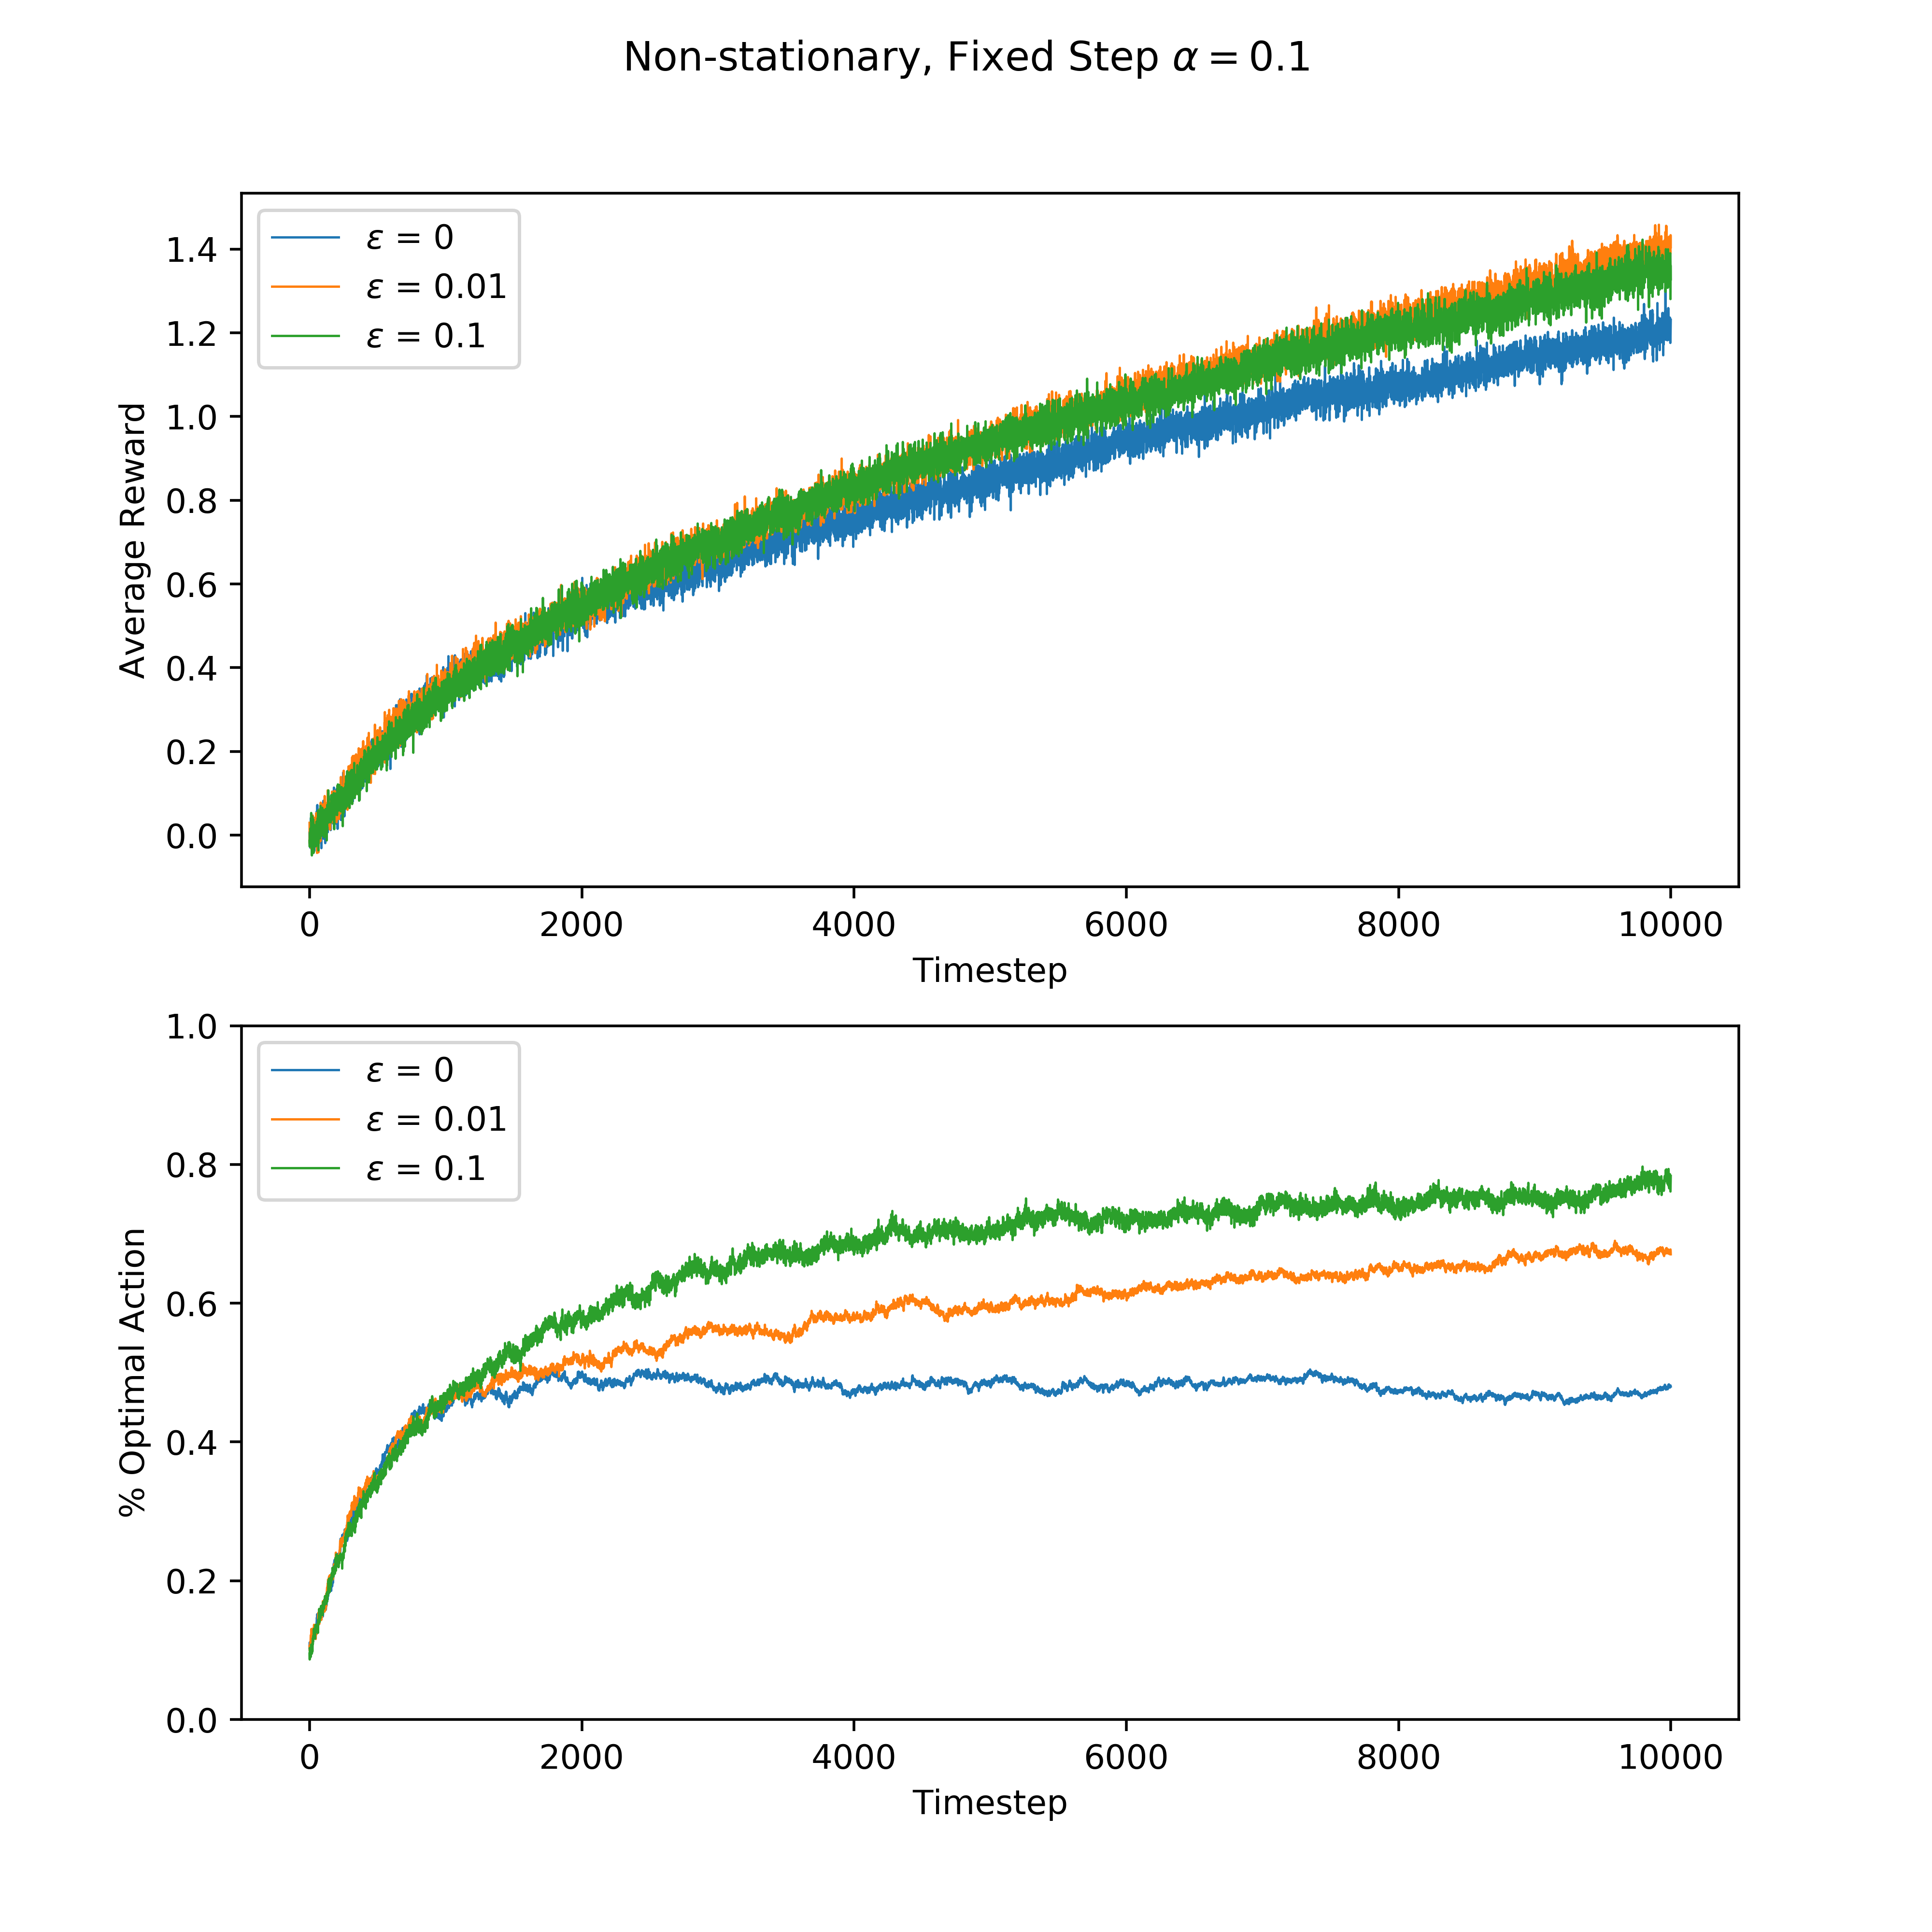 Non-stationary, Fixed Step α = 0.1
1.4
1.2
1.0
0.8
0.6
0.4
0.2
0.0
Average Reward
ε = 0
ε = 0.01
ε = 0.1
0 2000 4000 6000 8000 10000
Timestep
1.0
0.8
0.6
0.4
0.2
0.0
% Optimal Action
ε = 0
ε = 0.01
ε = 0.1
0 2000 4000 6000 8000 10000
Timestep